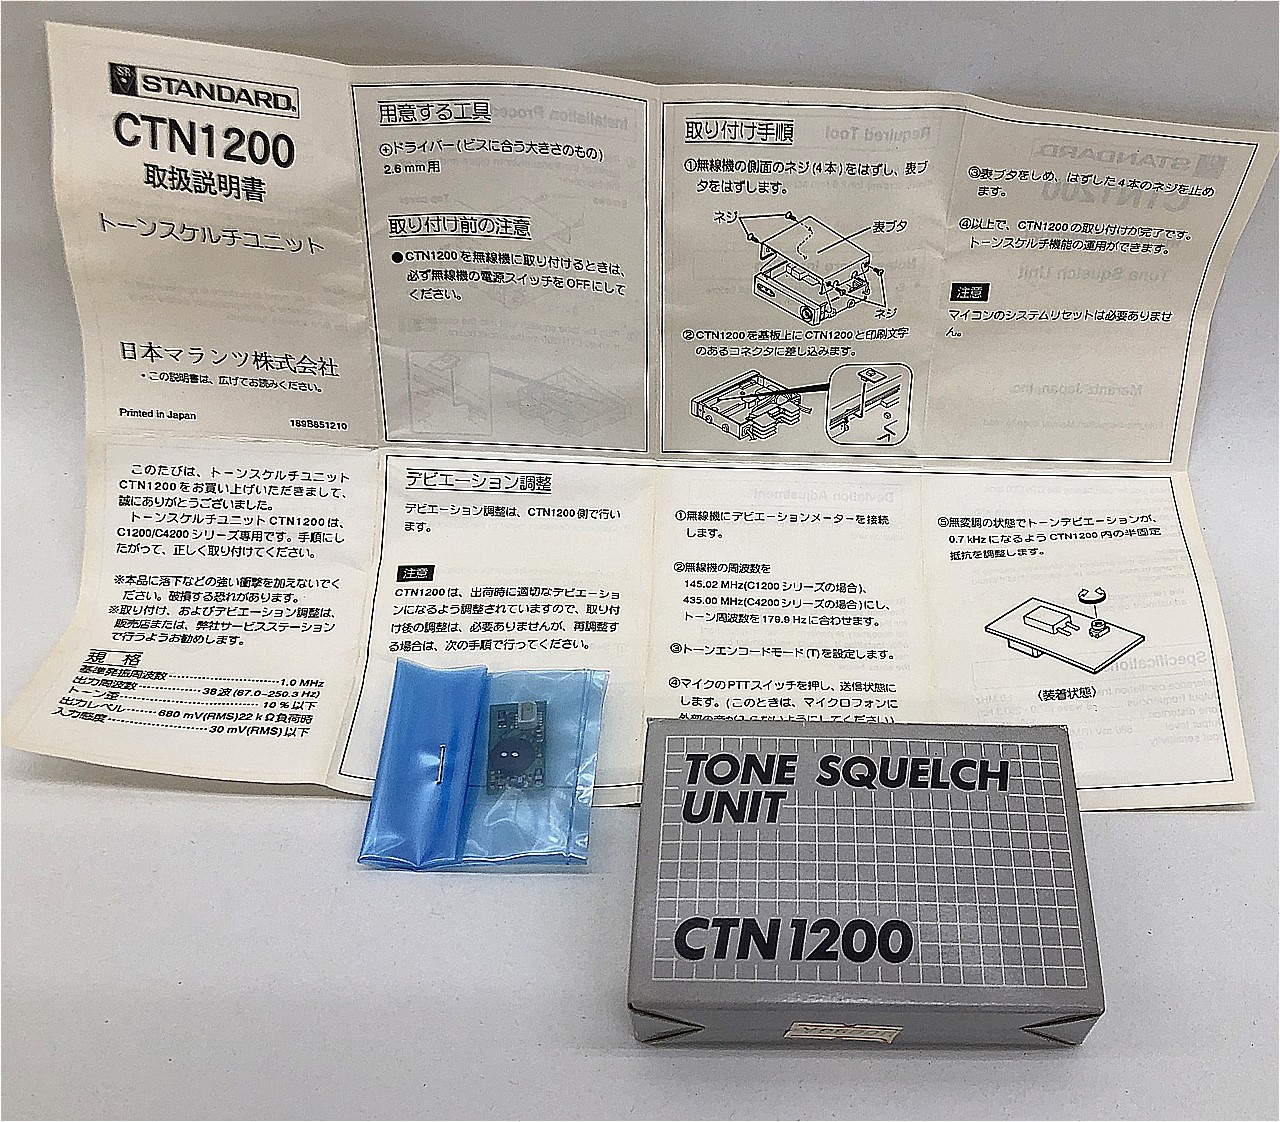 STANDARD®
CTN1200
取扱説明書
トーンスケルチユニット
日本マランツ株式会社
・この説明書は、広げてお読みください。
Printed in Japan
189B851210
用意する工具
⊕ドライバー(ビスに合う大きさのもの)
2.6mm用
取り付け前の注意
●CTN1200を無線機に取り付けるときは、
必ず無線機の電源スイッチをOFFにして
ください。
取り付け手順
①無線機の側面のネジ(4本)をはずし、表ブ
タをはずします。
ネジ
表ブタ
ネジ
②CTN1200を基板上にCTN1200と印刷文字
のあるコネクタに差し込みます。
③表ブタをしめ、はずした4本のネジを止め
ます。
④以上で、CTN1200の取り付けが完了です。
トーンスケルチ機能の運用ができます。
注意
マイコンのシステムリセットは必要ありませ
ん。
このたびは、トーンスケルチユニット
CTN1200をお買い上げいただきまして、
誠にありがとうございました。
トーンスケルチユニットCTN1200は、
C1200/C4200シリーズ専用です。手順にし
たがって、正しく取り付けてください。
※本品に落下などの強い衝撃を加えないでく
ださい。破損する恐れがあります。
※取り付け、およびデビエーション調整は、
販売店または、弊社サービスステーション
で行うようお勧めします。
規 格
基準発振周波数 1.0 MHz
出力周波数 38波(67.0-250.3 Hz)
トーン歪 10%以下
出力レベル 680 mV(RMS)22kΩ負荷時
入力感度 30 mV(RMS)以下
デビエーション調整
デビエーション調整は、CTN1200側で行い
ます。
注意
CTN1200は、出荷時に適切なデビエーショ
ンになるよう調整されていますので、取り付
け後の調整は、必要ありませんが、再調整す
る場合は、次の手順で行ってください。
①無線機にデビエーションメーターを接続
します。
②無線機の周波数を
145.02 MHz(C1200シリーズの場合)、
435.00 MHz(C4200シリーズの場合)にし、
トーン周波数を179.9 Hzに合わせます。
③トーンエンコードモード(T)を設定します。
④マイクのPTTスイッチを押し、送信状態に
します。(このときは、マイクロフォンに
外部の音が入らないようにしてください)
⑤無変調の状態でトーンデビエーションが、
0.7 kHzになるようCTN1200内の半固定
抵抗を調整します。
〈装着状態〉
TONE SQUELCH
UNIT
CTN1200